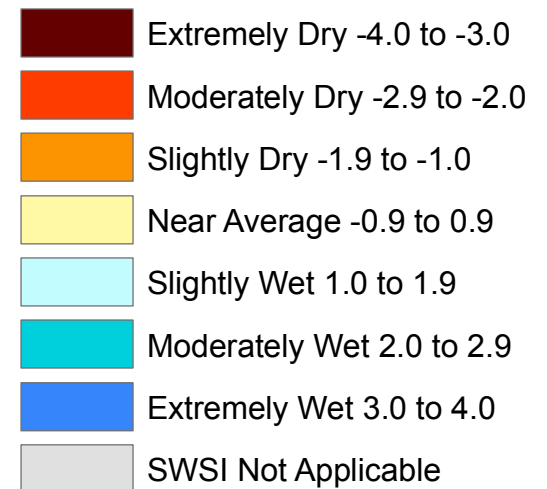 Extremely Dry -4.0 to -3.0
Moderately Dry -2.9 to -2.0
Slightly Dry -1.9 to -1.0
Near Average -0.9 to 0.9
Slightly Wet 1.0 to 1.9
Moderately Wet 2.0 to 2.9
Extremely Wet 3.0 to 4.0
SWSI Not Applicable